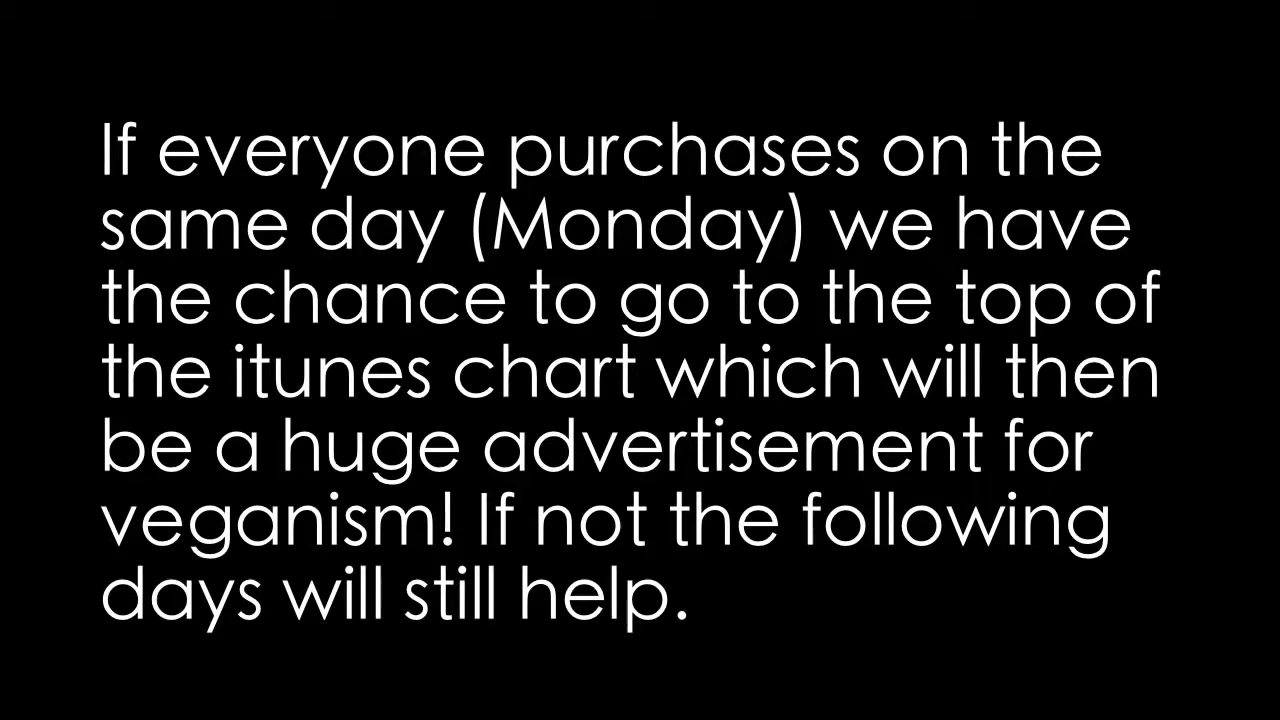 If everyone purchases on the
same day (Monday) we have
the chance to go to the top of
the itunes chart which will then
be a huge advertisement for
veganism! If not the following
days will still help.